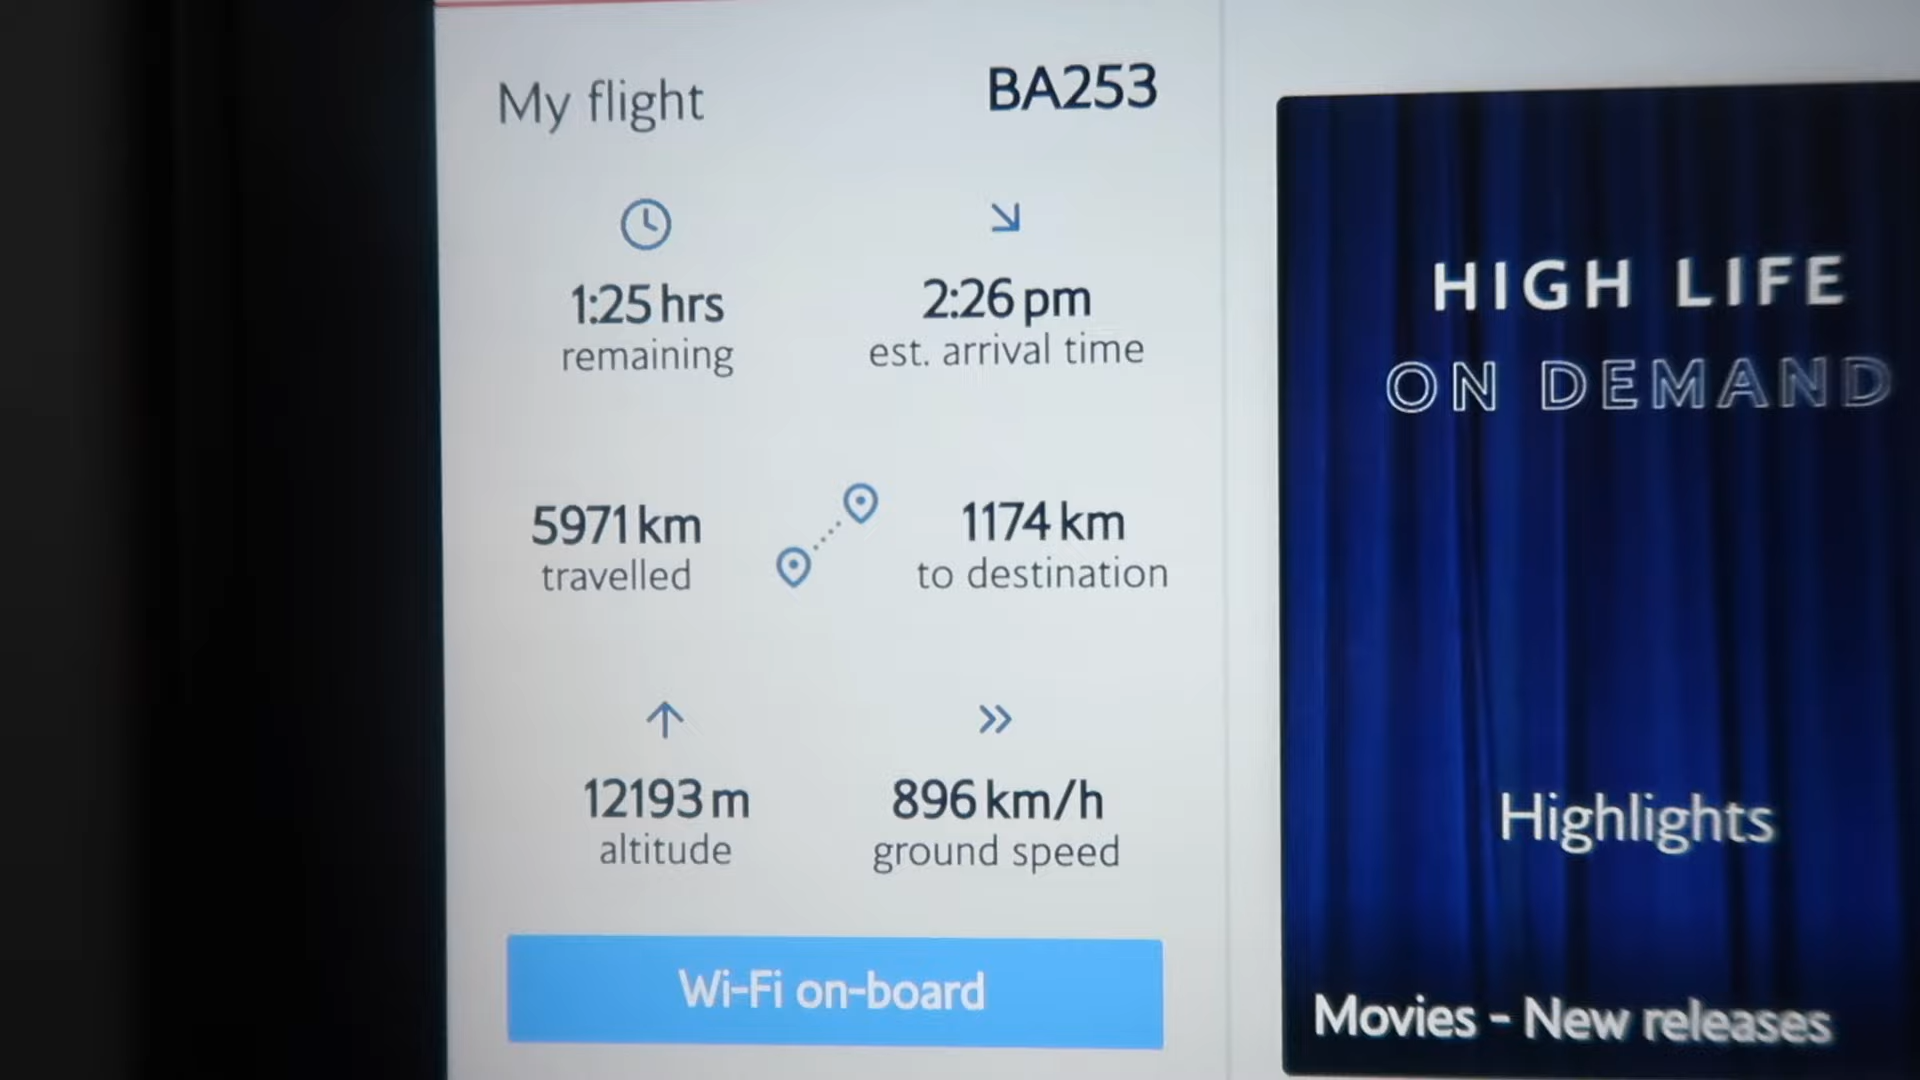 My flight
BA253
1:25 hrs
remaining
2:26 pm
est. arrival time
5971 km
travelled
1174 km
to destination
12193 m
altitude
896 km/h
ground speed
Wi-Fi on-board
HIGH LIFE
ON DEMAND
Highlights
Movies - New releases